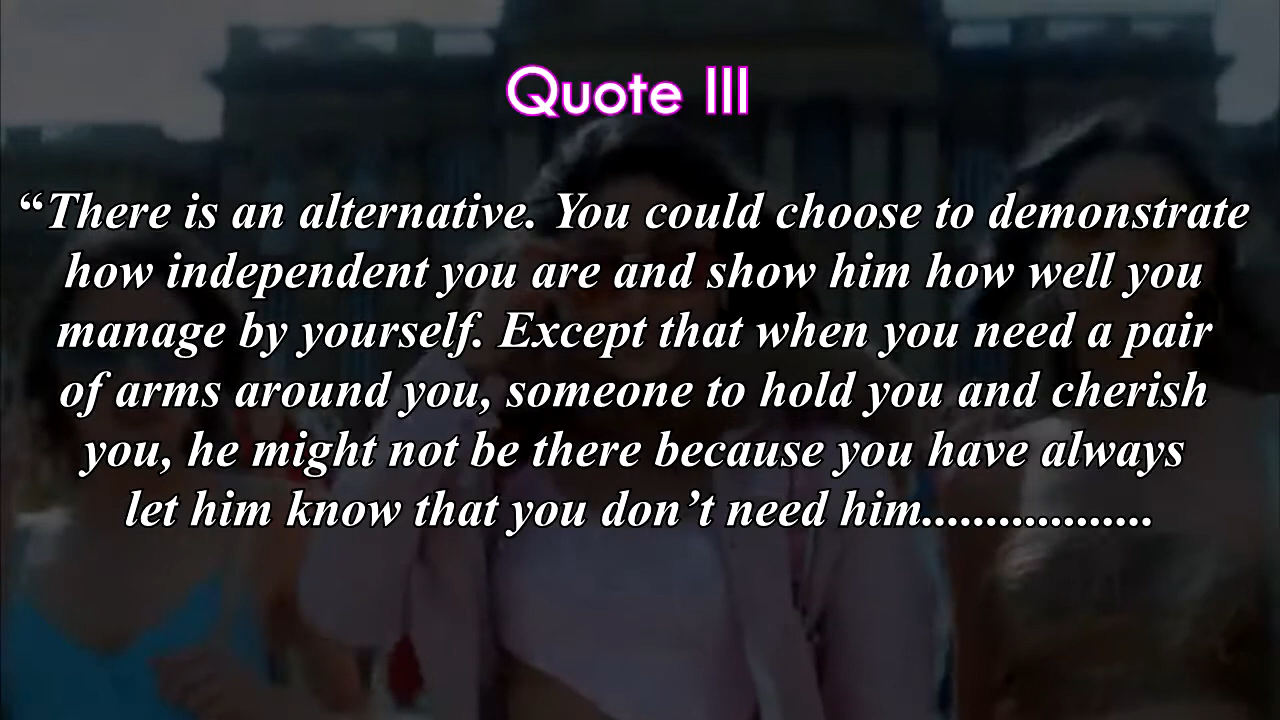 Quote III
“There is an alternative. You could choose to demonstrate
how independent you are and show him how well you
manage by yourself. Except that when you need a pair
of arms around you, someone to hold you and cherish
you, he might not be there because you have always
let him know that you don’t need him..................